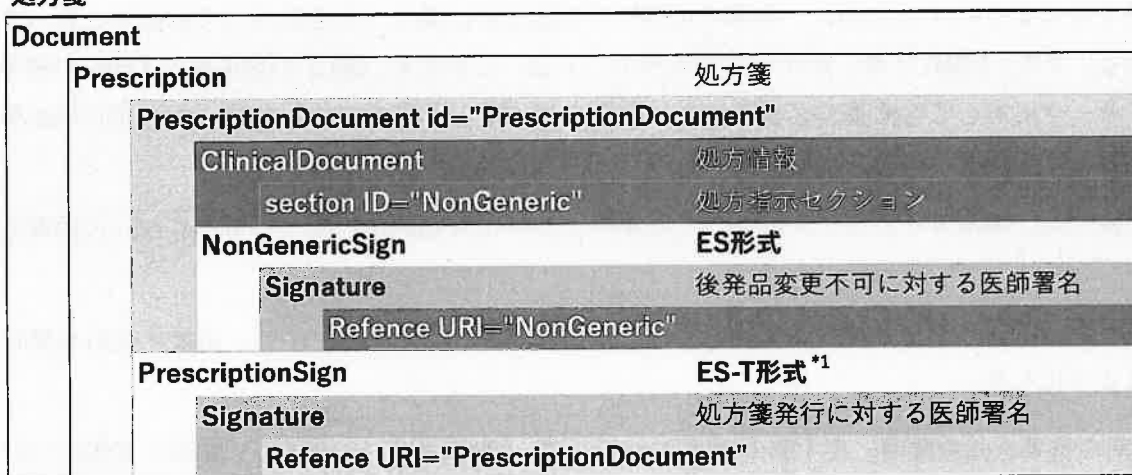 処方箋
Document
Prescription 処方箋
PrescriptionDocument id="PrescriptionDocument"
ClinicalDocument 処方情報
section ID="NonGeneric" 処方指示セクション
NonGenericSign ES形式
Signature 後発品変更不可に対する医師署名
Refence URI="NonGeneric"
PrescriptionSign ES-T形式 *1
Signature 処方箋発行に対する医師署名
Refence URI="PrescriptionDocument"